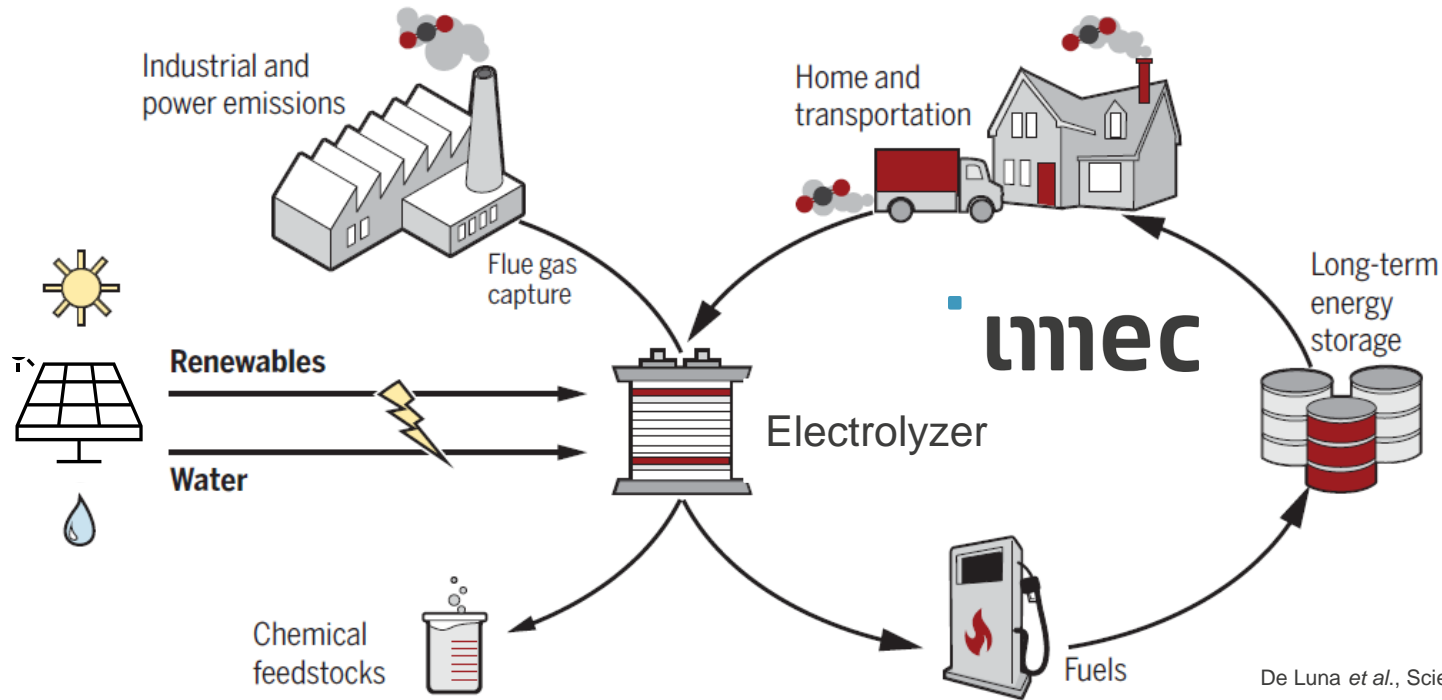 Industrial and
power emissions
Home and
transportation
Flue gas
capture
Long-term
energy
storage
imec
Renewables
Electrolyzer
Water
Chemical
feedstocks
Fuels
De Luna et al.,